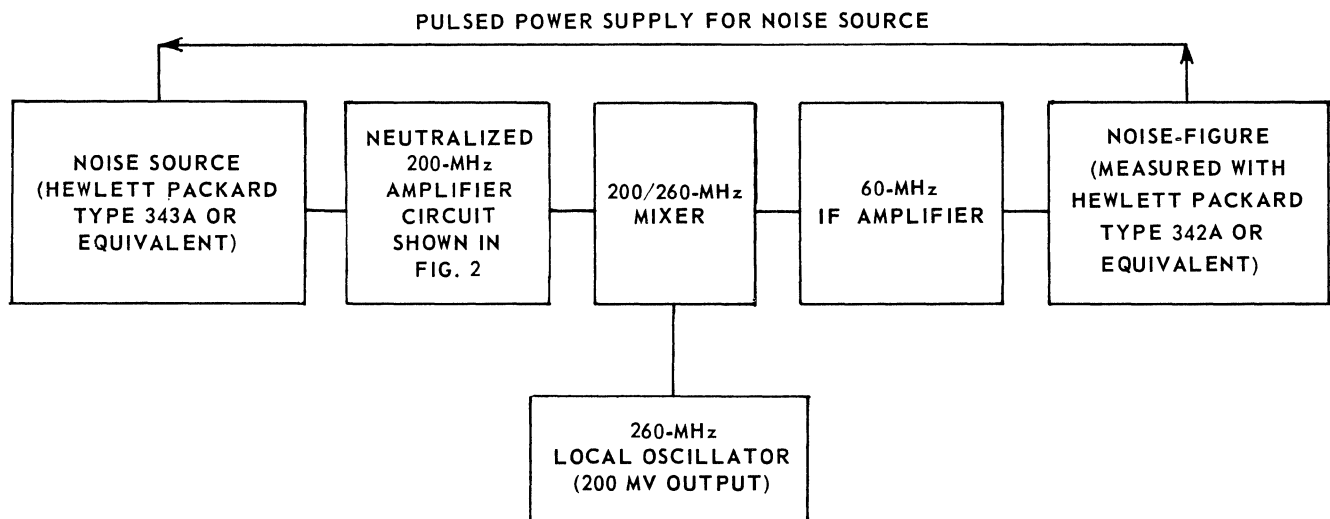 PULSED POWER SUPPLY FOR NOISE SOURCE
NOISE SOURCE
(HEWLETT PACKARD
TYPE 343A OR
EQUIVALENT)
NEUTRALIZED
200-MHz
AMPLIFIER
CIRCUIT
SHOWN IN
FIG. 2
200/260-MHz
MIXER
60-MHz
IF AMPLIFIER
NOISE-FIGURE
(MEASURED WITH
HEWLETT PACKARD
TYPE 342A OR
EQUIVALENT)
260-MHz
LOCAL OSCILLATOR
(200 MV OUTPUT)